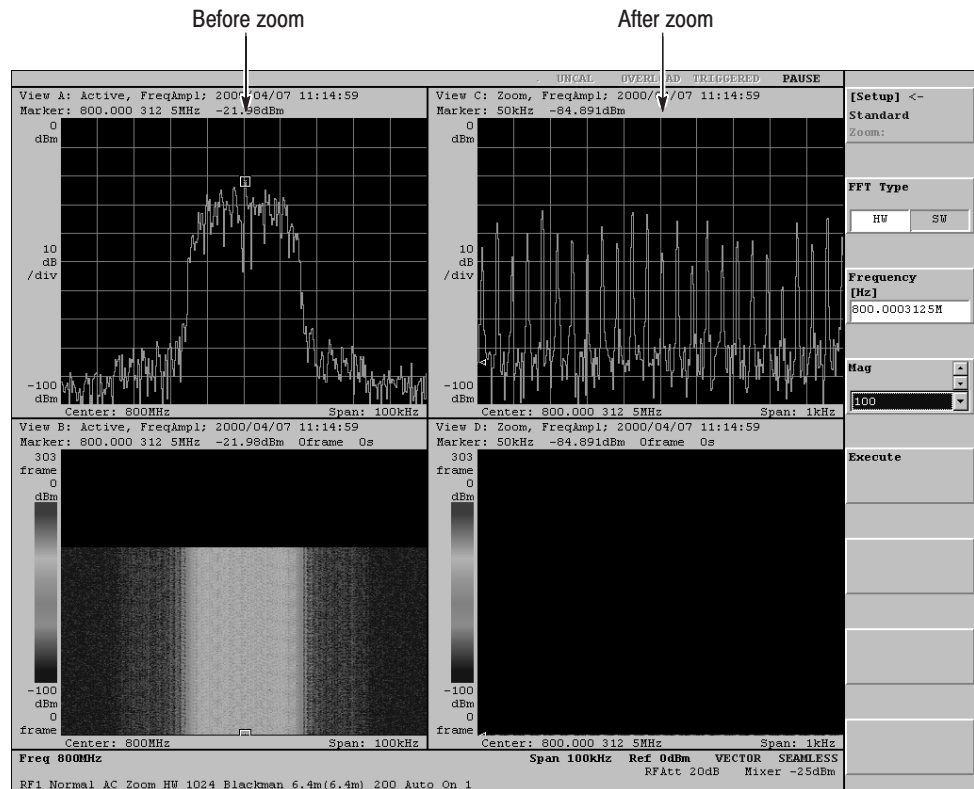 Before zoom
After zoom
UNCAL OVERLOAD TRIGGERED PAUSE
View A: Active, FreqAmpl; 2000/04/07 11:14:59
Marker: 800.000 312 5MHz -21.98dBm
0
dBm
10
dB
/div
-100
dBm
Center: 800MHz Span: 100kHz
View C: Zoom, FreqAmpl; 2000/04/07 11:14:59
Marker: 50kHz -84.891dBm
0
dBm
10
dB
/div
-100
dBm
Center: 800.000 312 5MHz Span: 1kHz
View B: Active, FreqAmpl; 2000/04/07 11:14:59
Marker: 800.000 312 5MHz -21.98dBm 0frame 0s
303
frame
0
dBm
-100
dBm
0
frame
Center: 800MHz Span: 100kHz
View D: Zoom, FreqAmpl; 2000/04/07 11:14:59
Marker: 50kHz -84.891dBm 0frame 0s
303
frame
0
dBm
-100
dBm
0
frame
Center: 800.000 312 5MHz Span: 1kHz
[Setup] <-
Standard
Zoom:
FFT Type
HW SW
Frequency
[Hz]
800.0003125M
Mag
100
Execute
Freq 800MHz Span 100kHz Ref 0dBm VECTOR SEAMLESS
RFAtt 20dB Mixer -25dBm
RF1 Normal AC Zoom HW 1024 Blackman 6.4m(6.4m) 200 Auto On 1